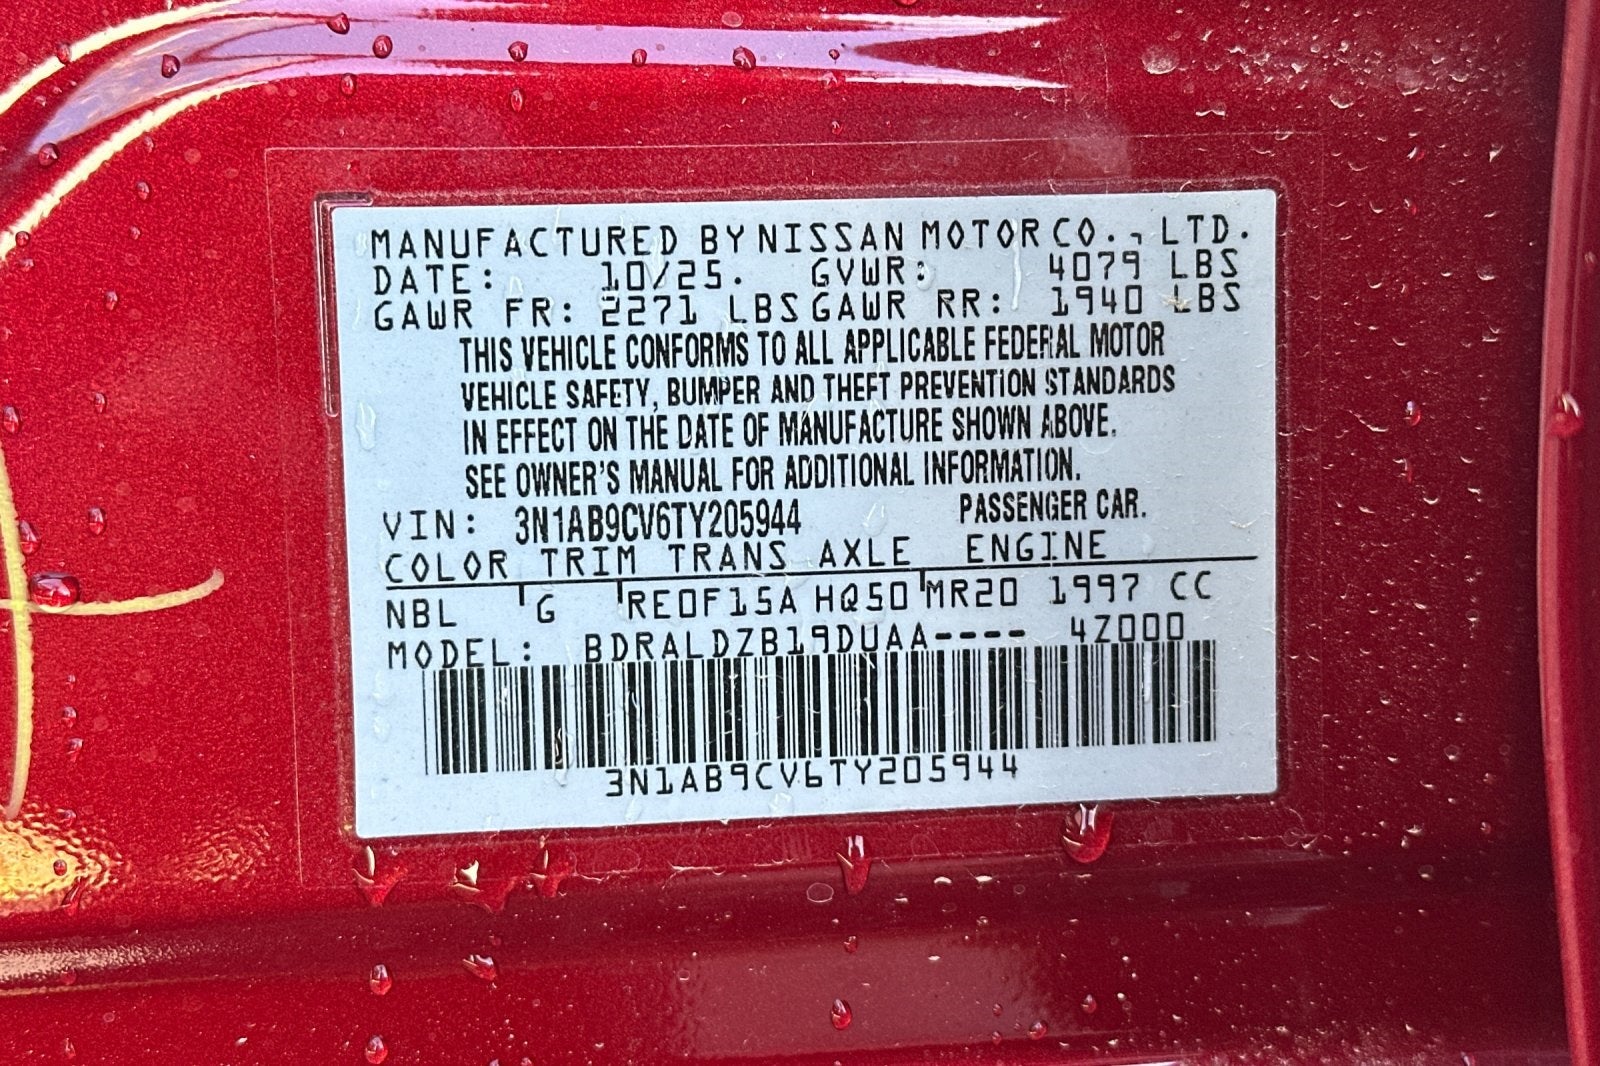 MANUFACTURED BY NISSAN MOTOR CO., LTD.
DATE: 10/25. GVWR: 4079 LBS
GAWR FR: 2271 LBS GAWR RR: 1940 LBS
THIS VEHICLE CONFORMS TO ALL APPLICABLE FEDERAL MOTOR
VEHICLE SAFETY, BUMPER AND THEFT PREVENTION STANDARDS
IN EFFECT ON THE DATE OF MANUFACTURE SHOWN ABOVE.
SEE OWNER'S MANUAL FOR ADDITIONAL INFORMATION.
VIN: 3N1AB9CV6TY205944 PASSENGER CAR.
COLOR TRIM TRANS AXLE ENGINE
NBL G RE0F15A HQ50 MR20 1997 CC
MODEL: BDRALDZB19DUAA---- 4Z000
3N1AB9CV6TY205944